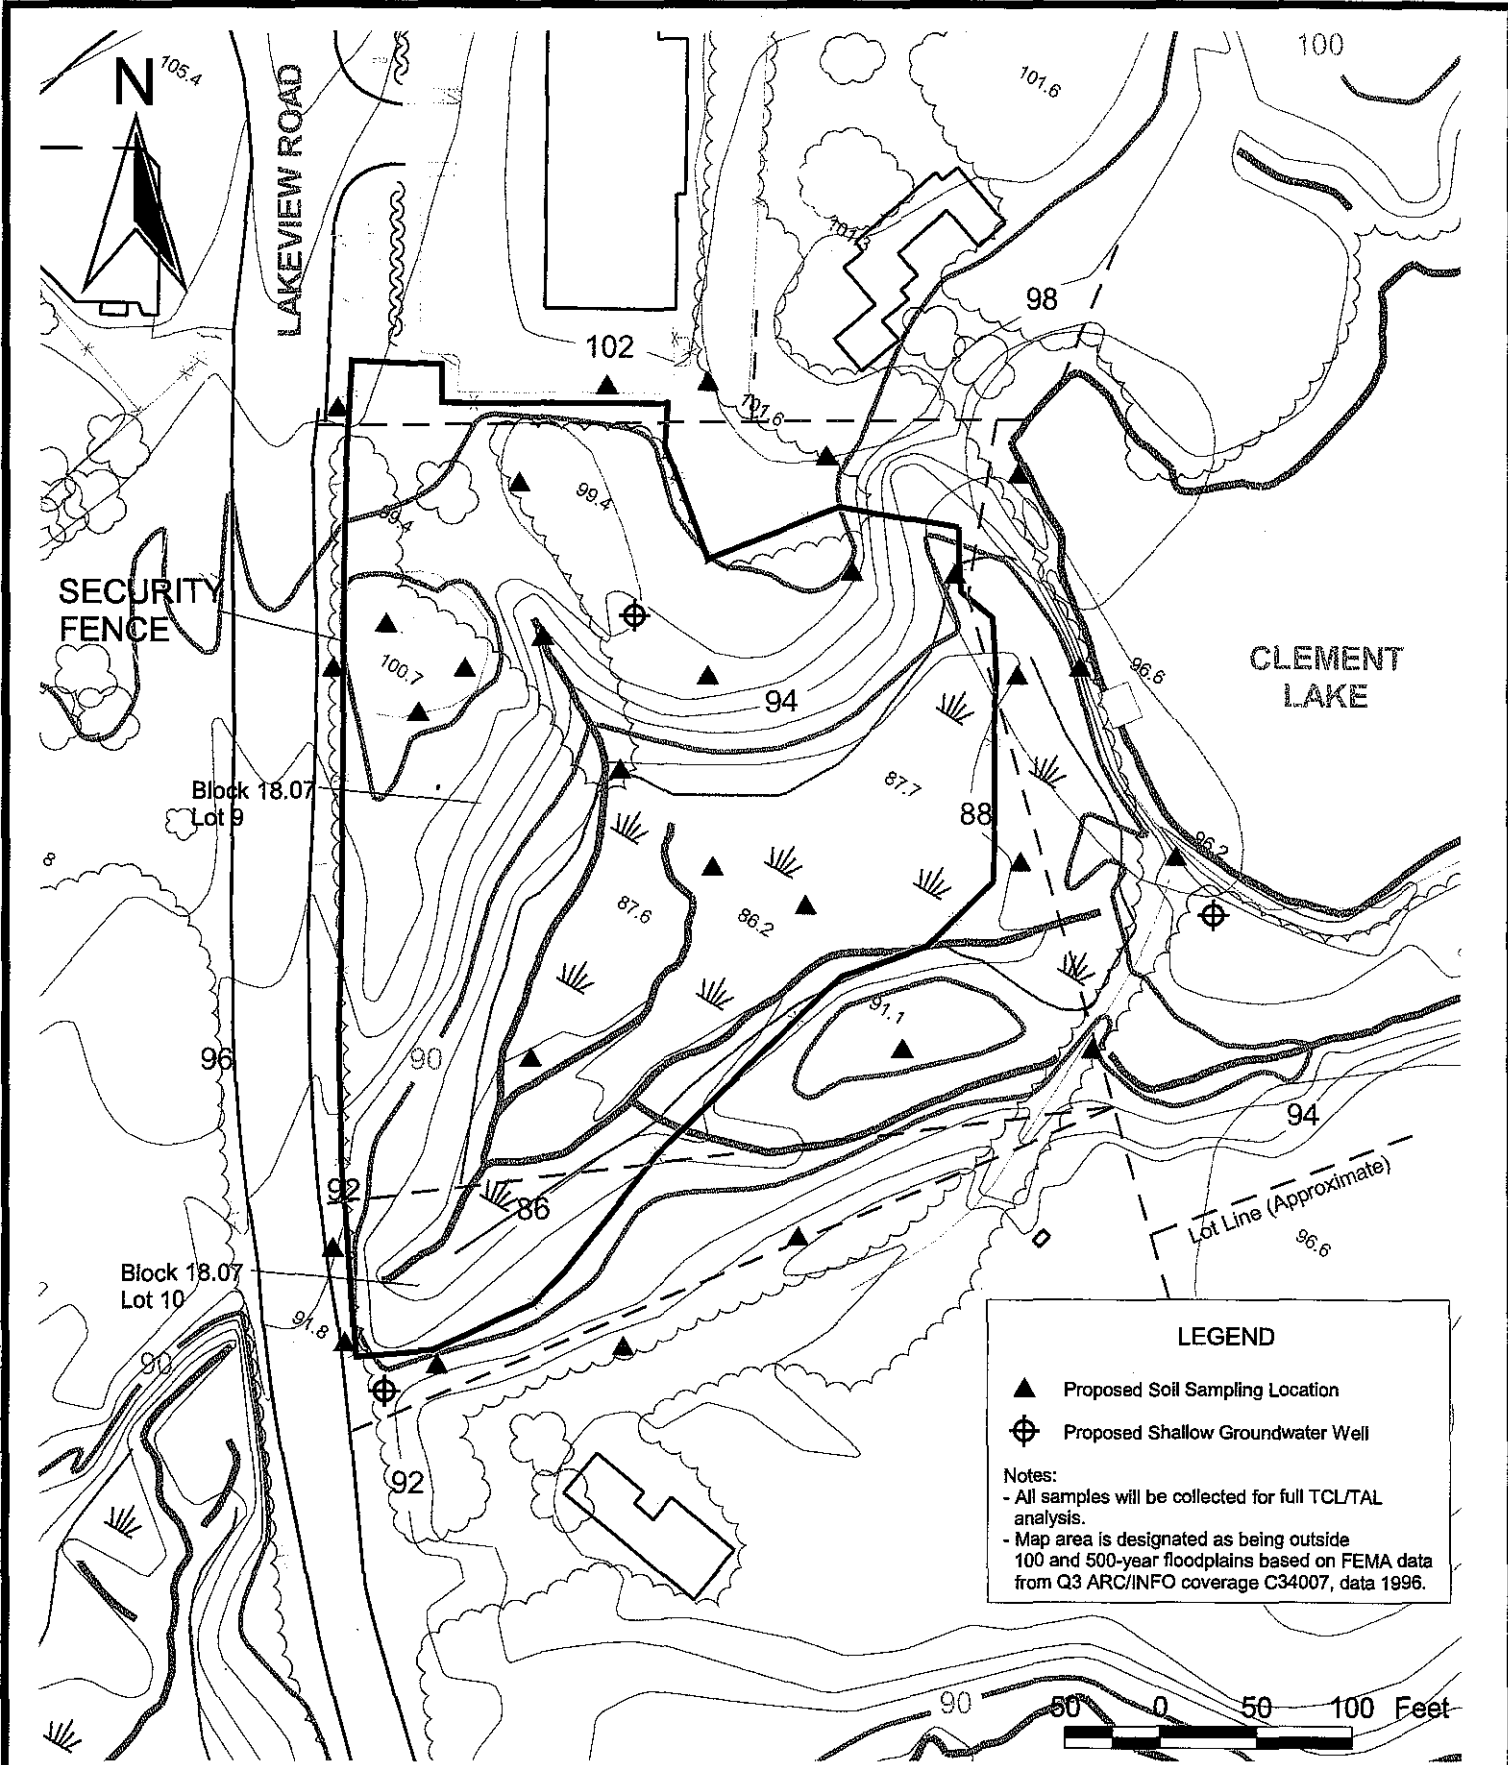 N
105.4
LAKEVIEW ROAD
100
101.6
101.3
98
102
101.6
99.4
99.4
SECURITY
FENCE
100.7
94
CLEMENT
LAKE
96.6
Block 18.07
Lot 9
87.7
88
96.2
8
87.6
86.2
91.1
96
90
94
92
86
Lot Line (Approximate)
96.6
Block 18.07
Lot 10
91.8
90
92
LEGEND
Proposed Soil Sampling Location
Proposed Shallow Groundwater Well
Notes:
- All samples will be collected for full TCL/TAL
analysis.
- Map area is designated as being outside
100 and 500-year floodplains based on FEMA data
from Q3 ARC/INFO coverage C34007, data 1996.
90
50 0 50 100 Feet